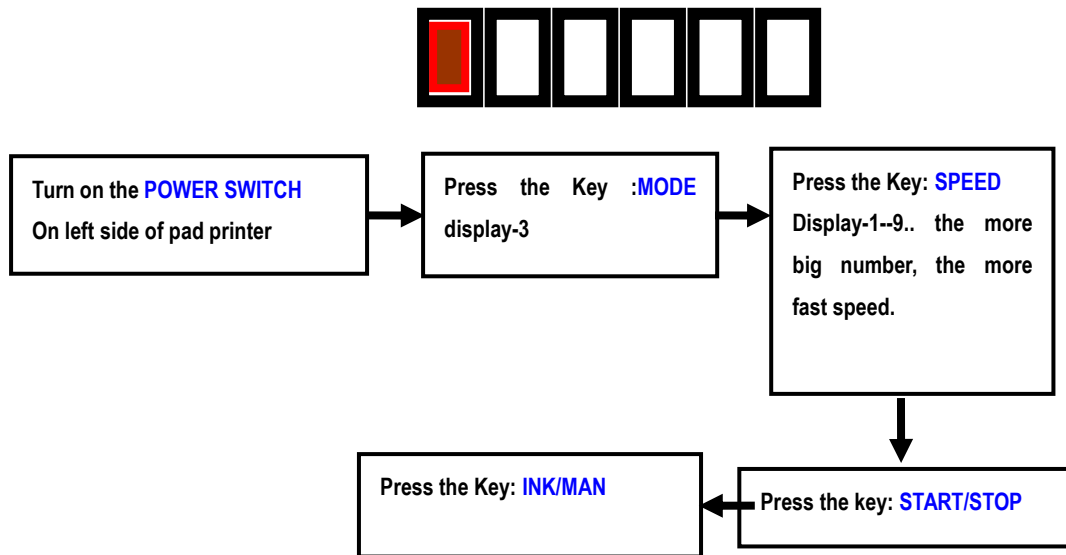 Turn on the POWER SWITCH
On left side of pad printer
Press the Key :MODE
display-3
Press the Key: SPEED
Display-1--9.. the more
big number, the more
fast speed.
Press the key: START/STOP
Press the Key: INK/MAN